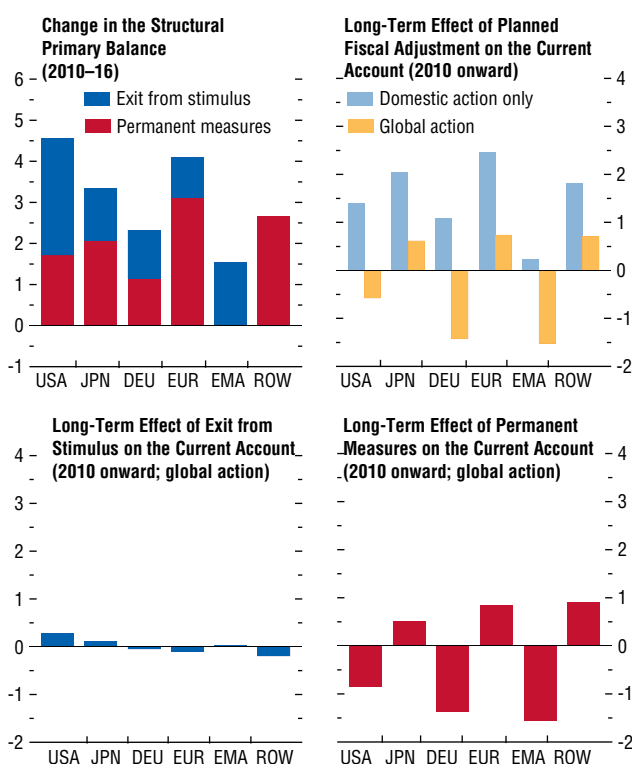 Change in the Structural
Primary Balance
(2010–16)
6
Exit from stimulus
5
Permanent measures
4
3
2
1
0
-1
USA JPN DEU EUR EMA ROW
Long-Term Effect of Planned
Fiscal Adjustment on the Current
Account (2010 onward)
4
Domestic action only
3
Global action
2
1
0
-1
-2
USA JPN DEU EUR EMA ROW
Long-Term Effect of Exit from
Stimulus on the Current Account
(2010 onward; global action)
4
3
2
1
0
-1
-2
USA JPN DEU EUR EMA ROW
Long-Term Effect of Permanent
Measures on the Current Account
(2010 onward; global action)
4
3
2
1
0
-1
-2
USA JPN DEU EUR EMA ROW